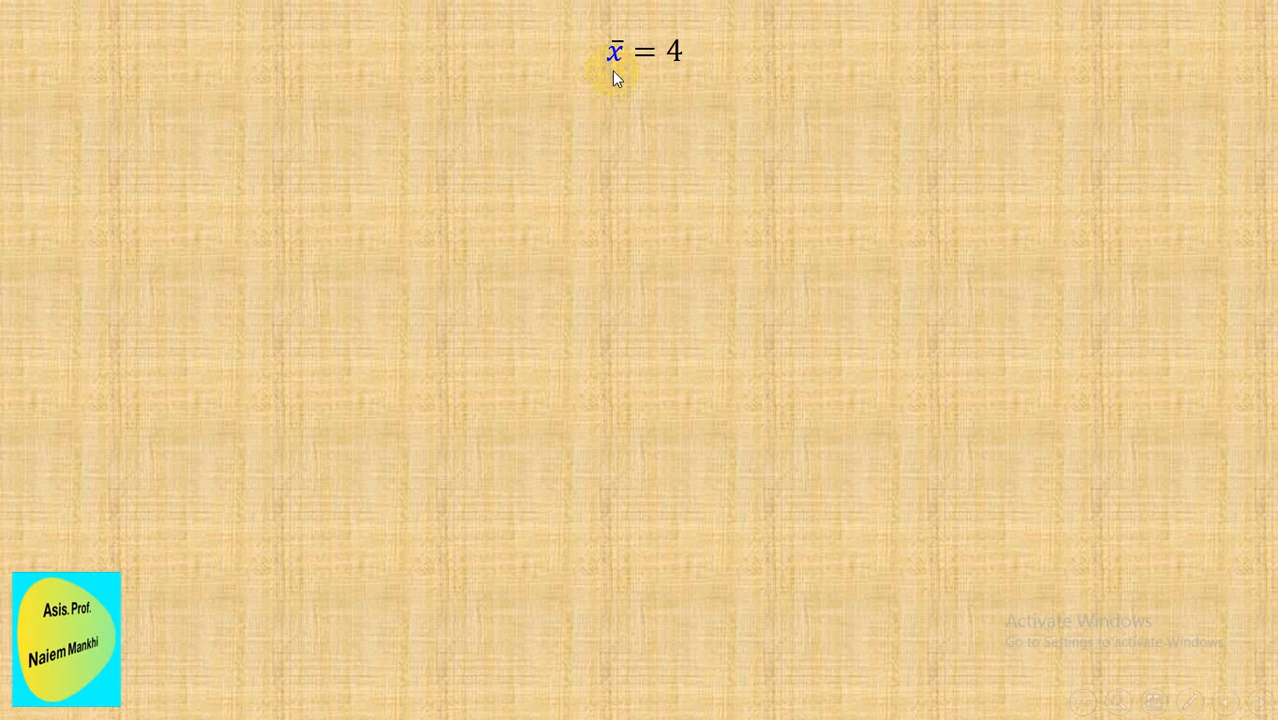 x̄ = 4
Asis. Prof.
Naiem Mankhi
Activate Windows
Go to Settings to activate Windows.